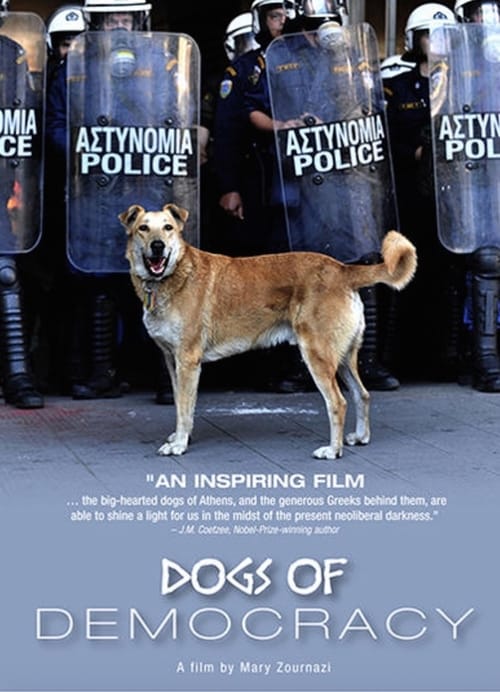 ΑΣΤΥΝΟΜΙΑ
POLICE
ΑΣΤΥΝΟΜΙΑ
POLICE
"AN INSPIRING FILM
... the big-hearted dogs of Athens, and the generous Greeks behind them, are
able to shine a light for us in the midst of the present neoliberal darkness."
– J.M. Coetzee, Nobel-Prize-winning author
DOGS OF
DEMOCRACY
A film by Mary Zournazi